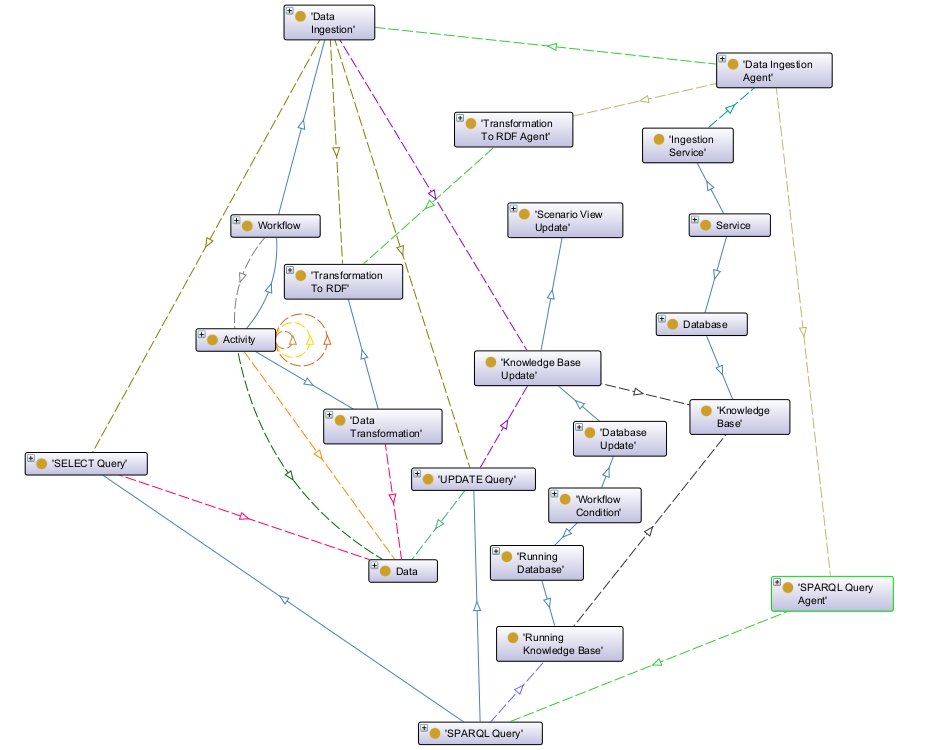 'Data
Ingestion'
'Data Ingestion
Agent'
'Transformation
To RDF Agent'
'Ingestion
Service'
'Scenario View
Update'
Workflow
Service
'Transformation
To RDF'
Database
Activity
'Knowledge Base
Update'
'Knowledge
Base'
'Data
Transformation'
'Database
Update'
'SELECT Query'
'UPDATE Query'
'Workflow
Condition'
'Running
Database'
Data
'SPARQL Query
Agent'
'Running
Knowledge Base'
'SPARQL Query'